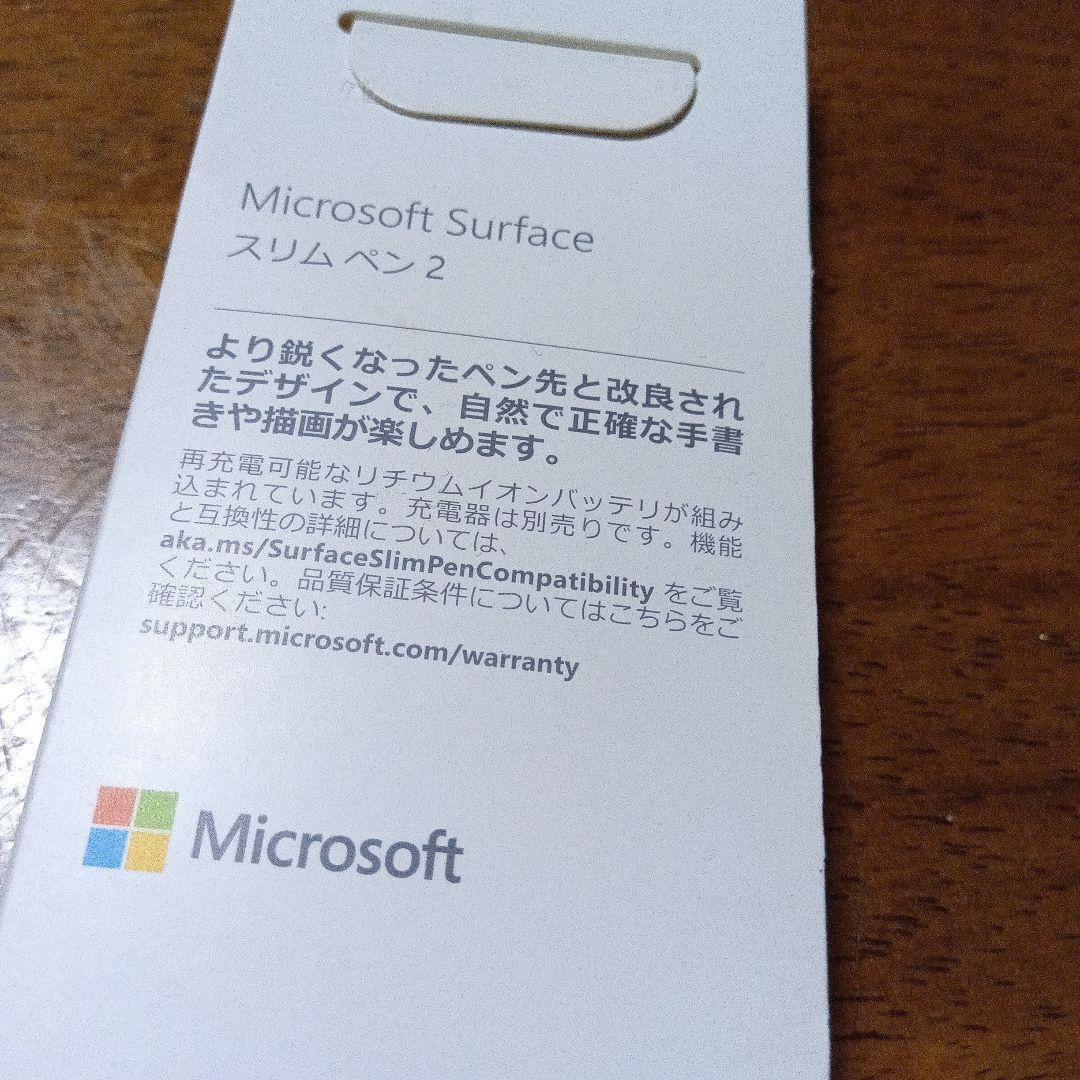 Microsoft Surface
スリム ペン 2
より鋭くなったペン先と改良され
たデザインで、自然で正確な手書
きや描画が楽しめます。
再充電可能なリチウムイオンバッテリが組み
込まれています。充電器は別売りです。機能
と互換性の詳細については、
aka.ms/SurfaceSlimPenCompatibility をご覧
ください。品質保証条件についてはこちらをご
確認ください:
support.microsoft.com/warranty
Microsoft